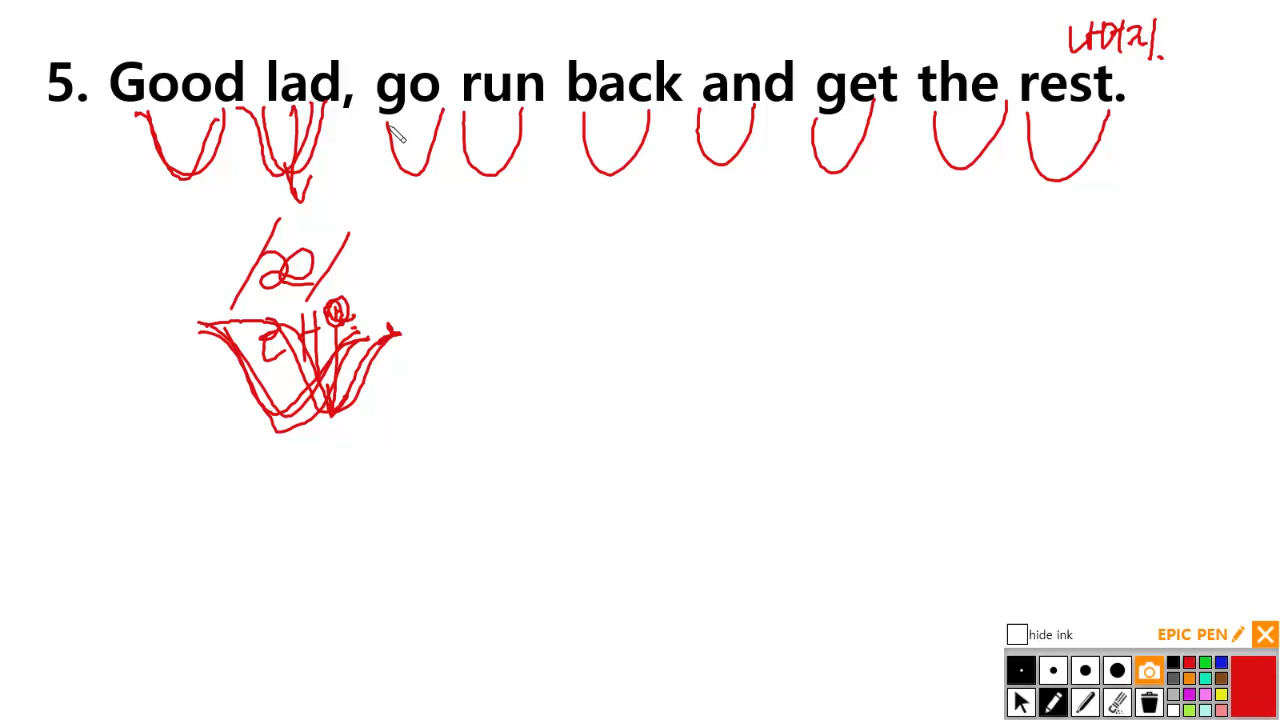 나머지
5. Good lad, go run back and get the rest.
/æ/
hide ink
EPIC PEN